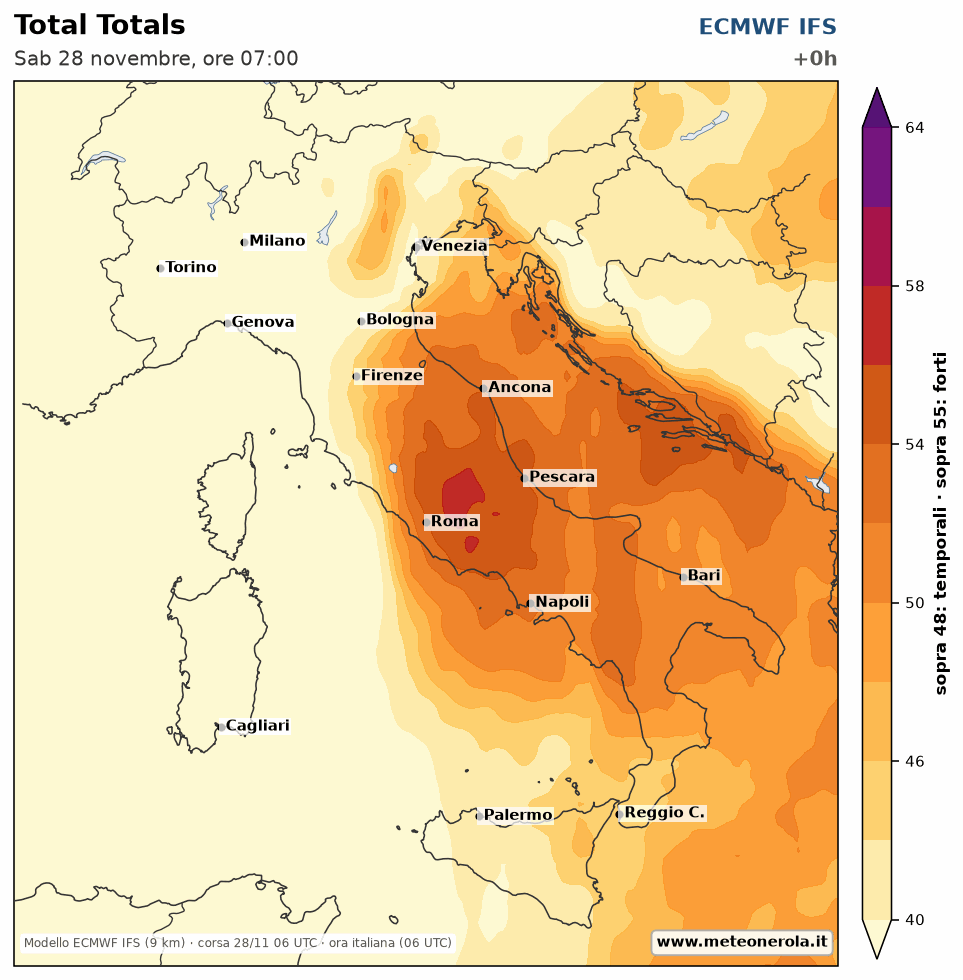 Total Totals
ECMWF IFS
Sab 28 novembre, ore 07:00
+0h
64
Milano
Venezia
Torino
58
Genova
Bologna
Firenze
Ancona
54
Pescara
Roma
Bari
Napoli
50
sopra 48: temporali · sopra 55: forti
Cagliari
46
Palermo
Reggio C.
40
Modello ECMWF IFS (9 km) · corsa 28/11 06 UTC · ora italiana (06 UTC)
www.meteonerola.it